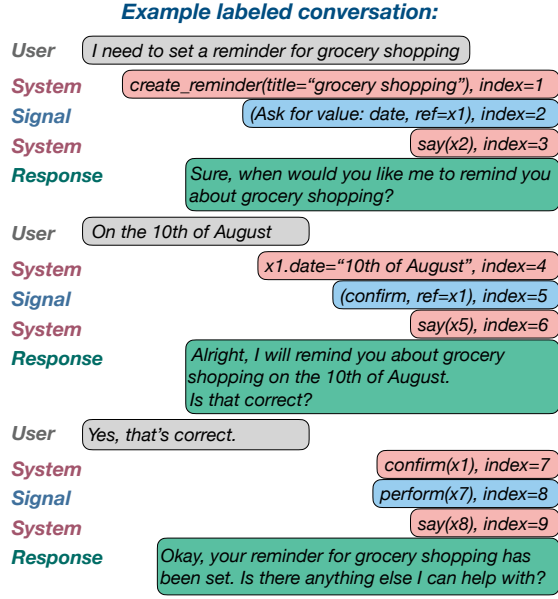 Example labeled conversation:
User I need to set a reminder for grocery shopping
System create_reminder(title="grocery shopping"), index=1
Signal (Ask for value: date, ref=x1), index=2
System say(x2), index=3
Response Sure, when would you like me to remind you
about grocery shopping?
User On the 10th of August
System x1.date="10th of August", index=4
Signal (confirm, ref=x1), index=5
System say(x5), index=6
Response Alright, I will remind you about grocery
shopping on the 10th of August.
Is that correct?
User Yes, that's correct.
System confirm(x1), index=7
Signal perform(x7), index=8
System say(x8), index=9
Response Okay, your reminder for grocery shopping has
been set. Is there anything else I can help with?